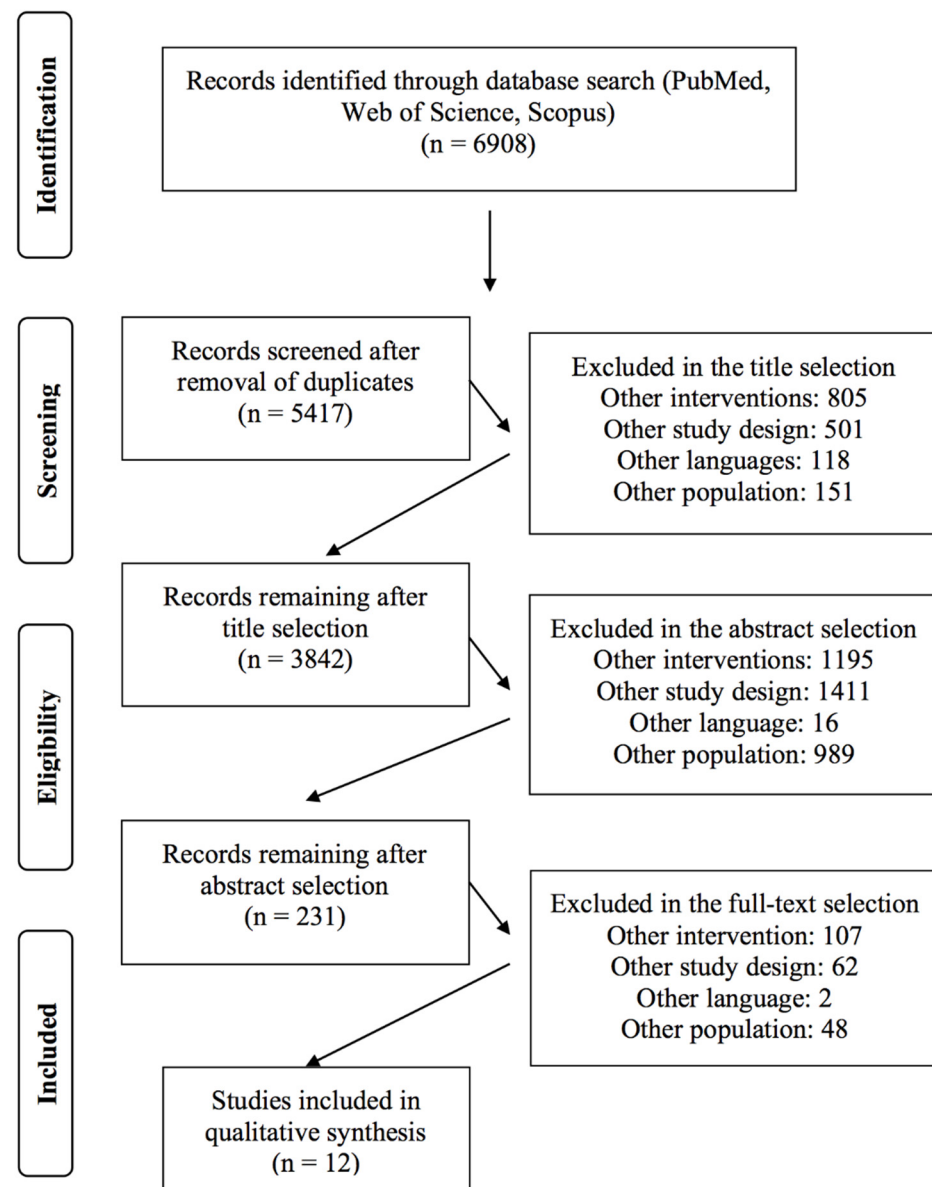 Identification
Records identified through database search (PubMed,
Web of Science, Scopus)
(n = 6908)
Screening
Records screened after
removal of duplicates
(n = 5417)
Excluded in the title selection
Other interventions: 805
Other study design: 501
Other languages: 118
Other population: 151
Records remaining after
title selection
(n = 3842)
Eligibility
Excluded in the abstract selection
Other interventions: 1195
Other study design: 1411
Other language: 16
Other population: 989
Records remaining after
abstract selection
(n = 231)
Excluded in the full-text selection
Other intervention: 107
Other study design: 62
Other language: 2
Other population: 48
Included
Studies included in
qualitative synthesis
(n = 12)